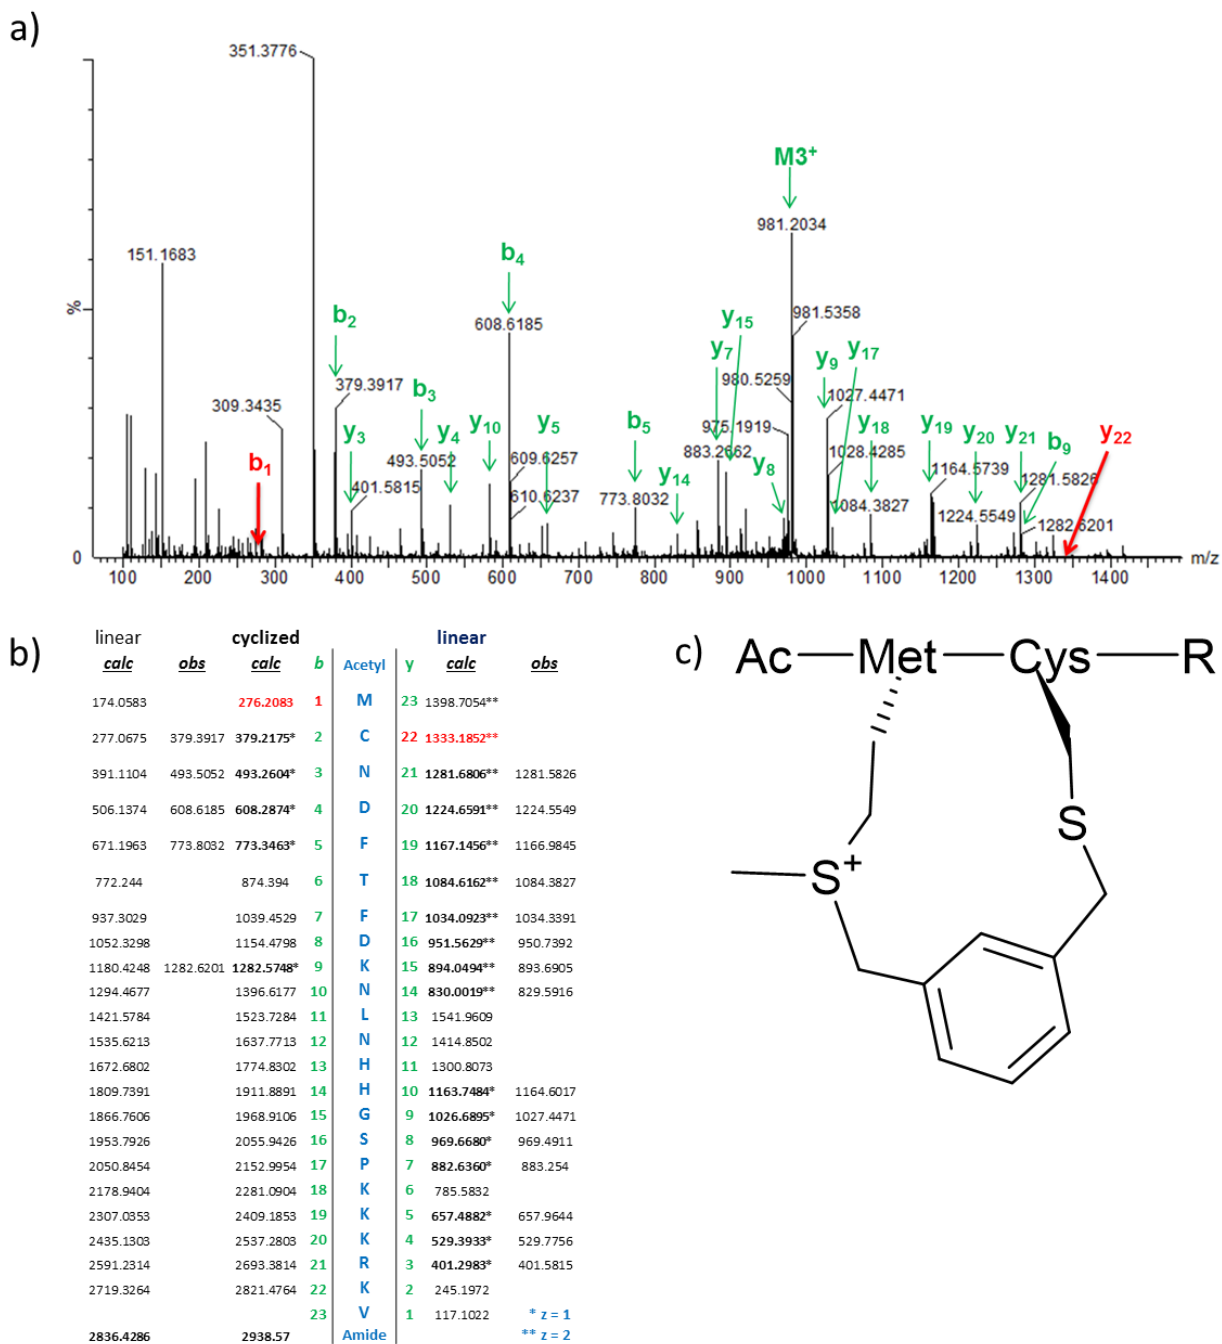 a)
351.3776
M3+
981.2034
151.1683
b4
608.6185
981.5358
y15
b2
y7
y9
y17
980.5259
379.3917
1027.4471
309.3435
b3
975.1919
y3
y4
y10
y5
b5
883.2662
y18
y19
y20
y21
b9
y22
b1
493.5052
609.6257
y14
y8
1028.4285
1164.5739
1281.5826
401.5815
610.6237
773.8032
1084.3827
1224.5549
1282.6201
%
0
100 200 300 400 500 600 700 800 900 1000 1100 1200 1300 1400 m/z
b)
linear cyclized linear
calc obs calc b Acetyl y calc obs
174.0583 276.2083 1 M 23 1398.7054**
277.0675 379.3917 379.2175* 2 C 22 1333.1852**
391.1104 493.5052 493.2604* 3 N 21 1281.6806** 1281.5826
506.1374 608.6185 608.2874* 4 D 20 1224.6591** 1224.5549
671.1963 773.8032 773.3463* 5 F 19 1167.1456** 1166.9845
772.244 874.394 6 T 18 1084.6162** 1084.3827
937.3029 1039.4529 7 F 17 1034.0923** 1034.3391
1052.3298 1154.4798 8 D 16 951.5629** 950.7392
1180.4248 1282.6201 1282.5748* 9 K 15 894.0494** 893.6905
1294.4677 1396.6177 10 N 14 830.0019** 829.5916
1421.5784 1523.7284 11 L 13 1541.9609
1535.6213 1637.7713 12 N 12 1414.8502
1672.6802 1774.8302 13 H 11 1300.8073
1809.7391 1911.8891 14 H 10 1163.7484* 1164.6017
1866.7606 1968.9106 15 G 9 1026.6895* 1027.4471
1953.7926 2055.9426 16 S 8 969.6680* 969.4911
2050.8454 2152.9954 17 P 7 882.6360* 883.254
2178.9404 2281.0904 18 K 6 785.5832
2307.0353 2409.1853 19 K 5 657.4882* 657.9644
2435.1303 2537.2803 20 K 4 529.3933* 529.7756
2591.2314 2693.3814 21 R 3 401.2983* 401.5815
2719.3264 2821.4764 22 K 2 245.1972
23 V 1 117.1022 * z = 1
2836.4286 2938.57 Amide ** z = 2
c)
Ac Met Cys R
S
S+